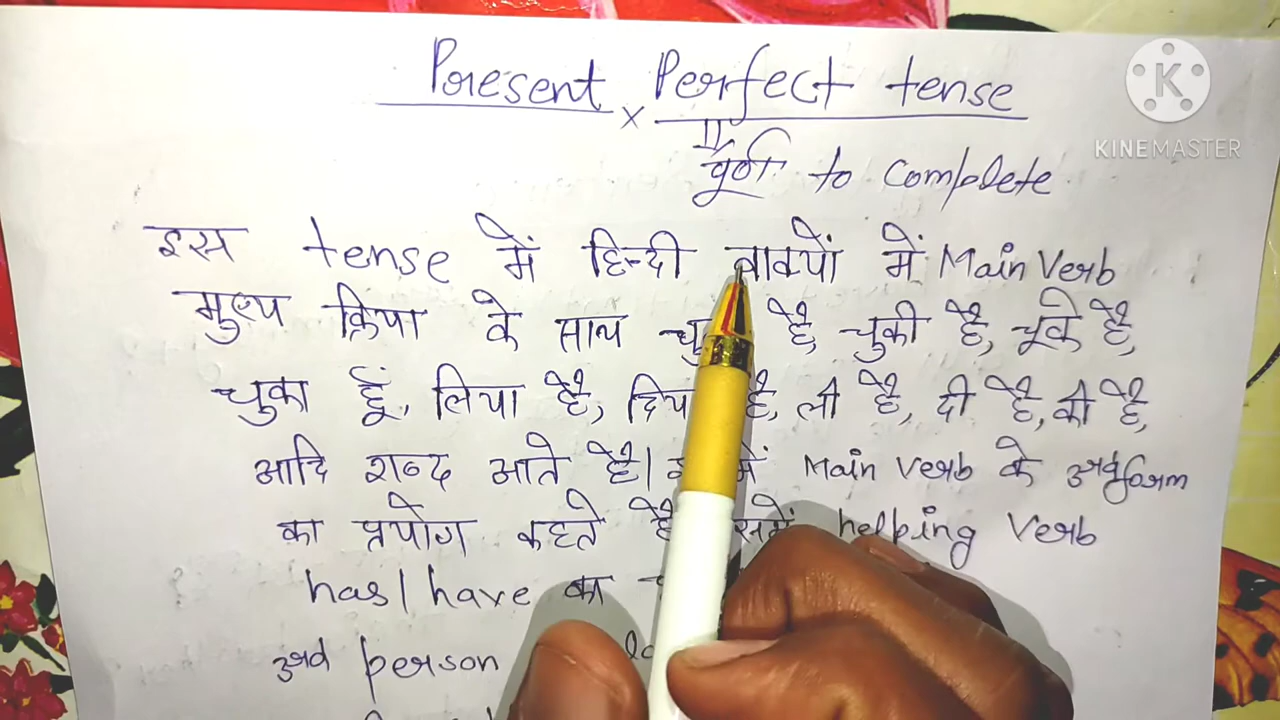 Present × Perfect tense
पूर्ण to complete
K
KINEMASTER
इस tense में हिन्दी वाक्यों में Main Verb
मुख्य क्रिया के साथ है, चुकी है, चूके है,
चुका हूँ, लिया है, दिया है, ली है, दी है, की है,
आदि शब्द आते है। Main Verb के 3rd form
का प्रयोग कहते है helping Verb
has/have का
3rd person